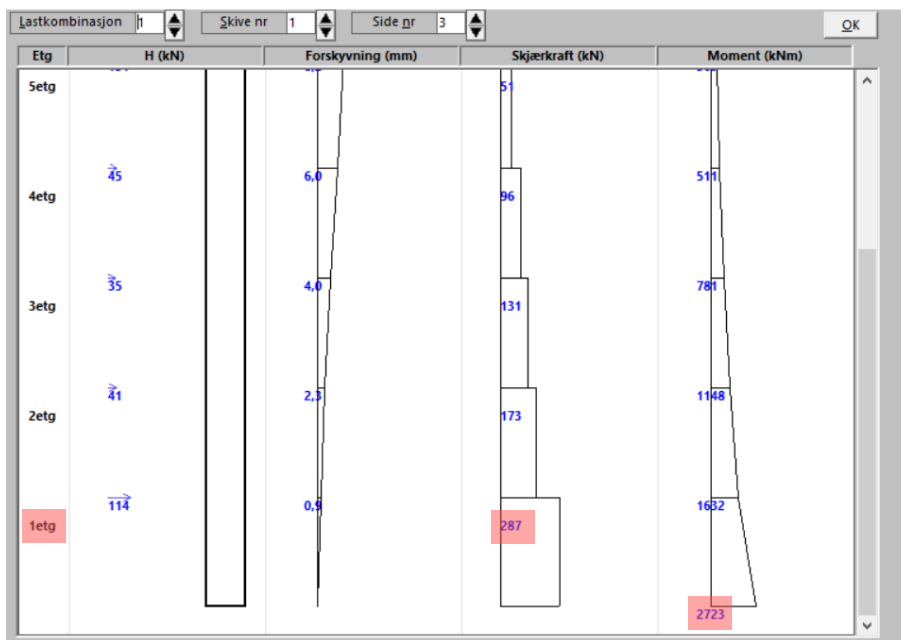 Lastkombinasjon 1 Skive nr 1 Side nr 3 OK
Etg H (kN) Forskyvning (mm) Skjærkraft (kN) Moment (kNm)
5etg 51
45 6,0 511
4etg 96
35 4,0 781
3etg 131
41 2,3 1148
2etg 173
114 0,9 1632
1etg 287
2723